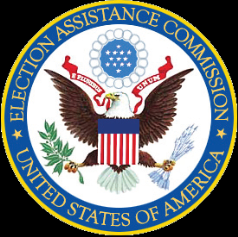 ELECTION ASSISTANCE COMMISSION
E PLURIBUS UNUM
UNITED STATES OF AMERICA